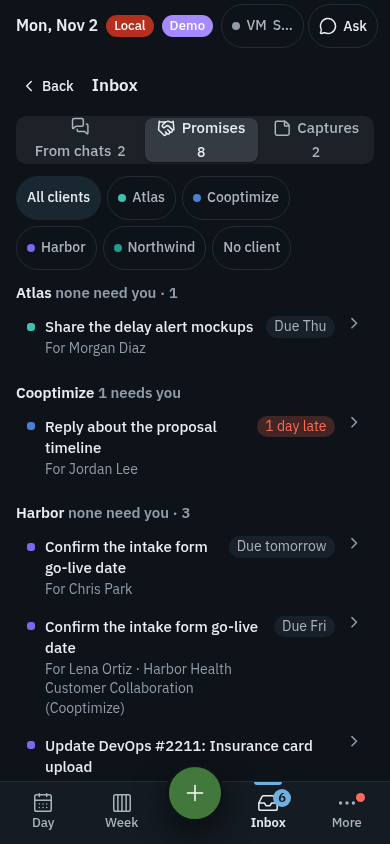 Mon, Nov 2 Local Demo VM S... Ask
Back Inbox
From chats 2 Promises 8 Captures 2
All clients Atlas Cooptimize
Harbor Northwind No client
Atlas none need you · 1
Share the delay alert mockups Due Thu
For Morgan Diaz
Cooptimize 1 needs you
Reply about the proposal 1 day late
timeline
For Jordan Lee
Harbor none need you · 3
Confirm the intake form Due tomorrow
go-live date
For Chris Park
Confirm the intake form go-live Due Fri
date
For Lena Ortiz · Harbor Health
Customer Collaboration
(Cooptimize)
Update DevOps #2211: Insurance card
upload
Day Week Inbox 6 More